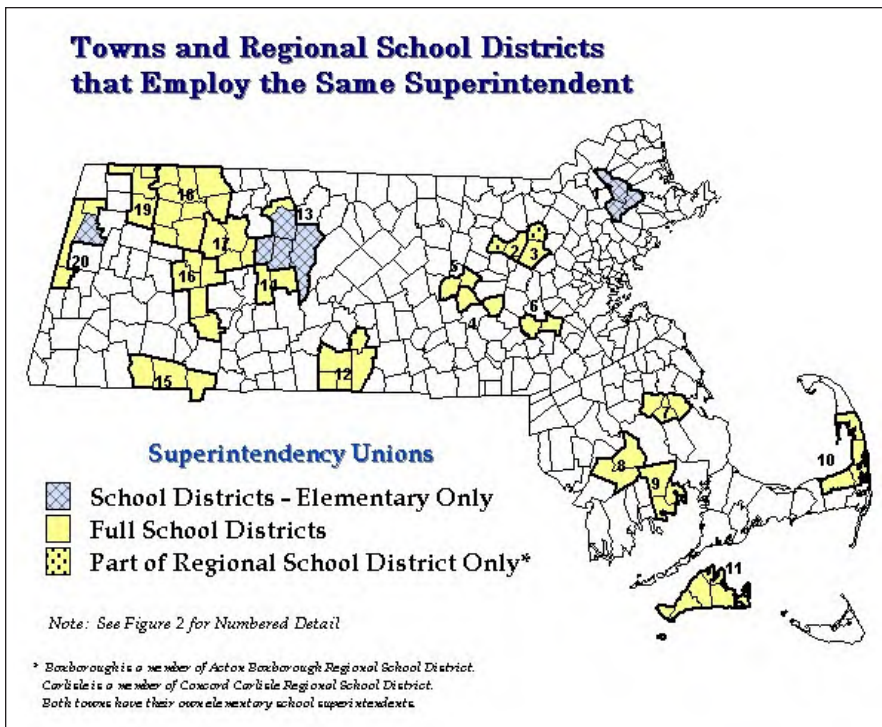 Towns and Regional School Districts
that Employ the Same Superintendent
1
18
13
19
17
2
3
20
5
16
14
6
4
12
15
7
10
8
9
11
Superintendency Unions
School Districts - Elementary Only
Full School Districts
Part of Regional School District Only*
Note: See Figure 2 for Numbered Detail
* Boxborough is a member of Acton Boxborough Regional School District.
Carlisle is a member of Concord Carlisle Regional School District.
Both towns have their own elementary school superintendents.